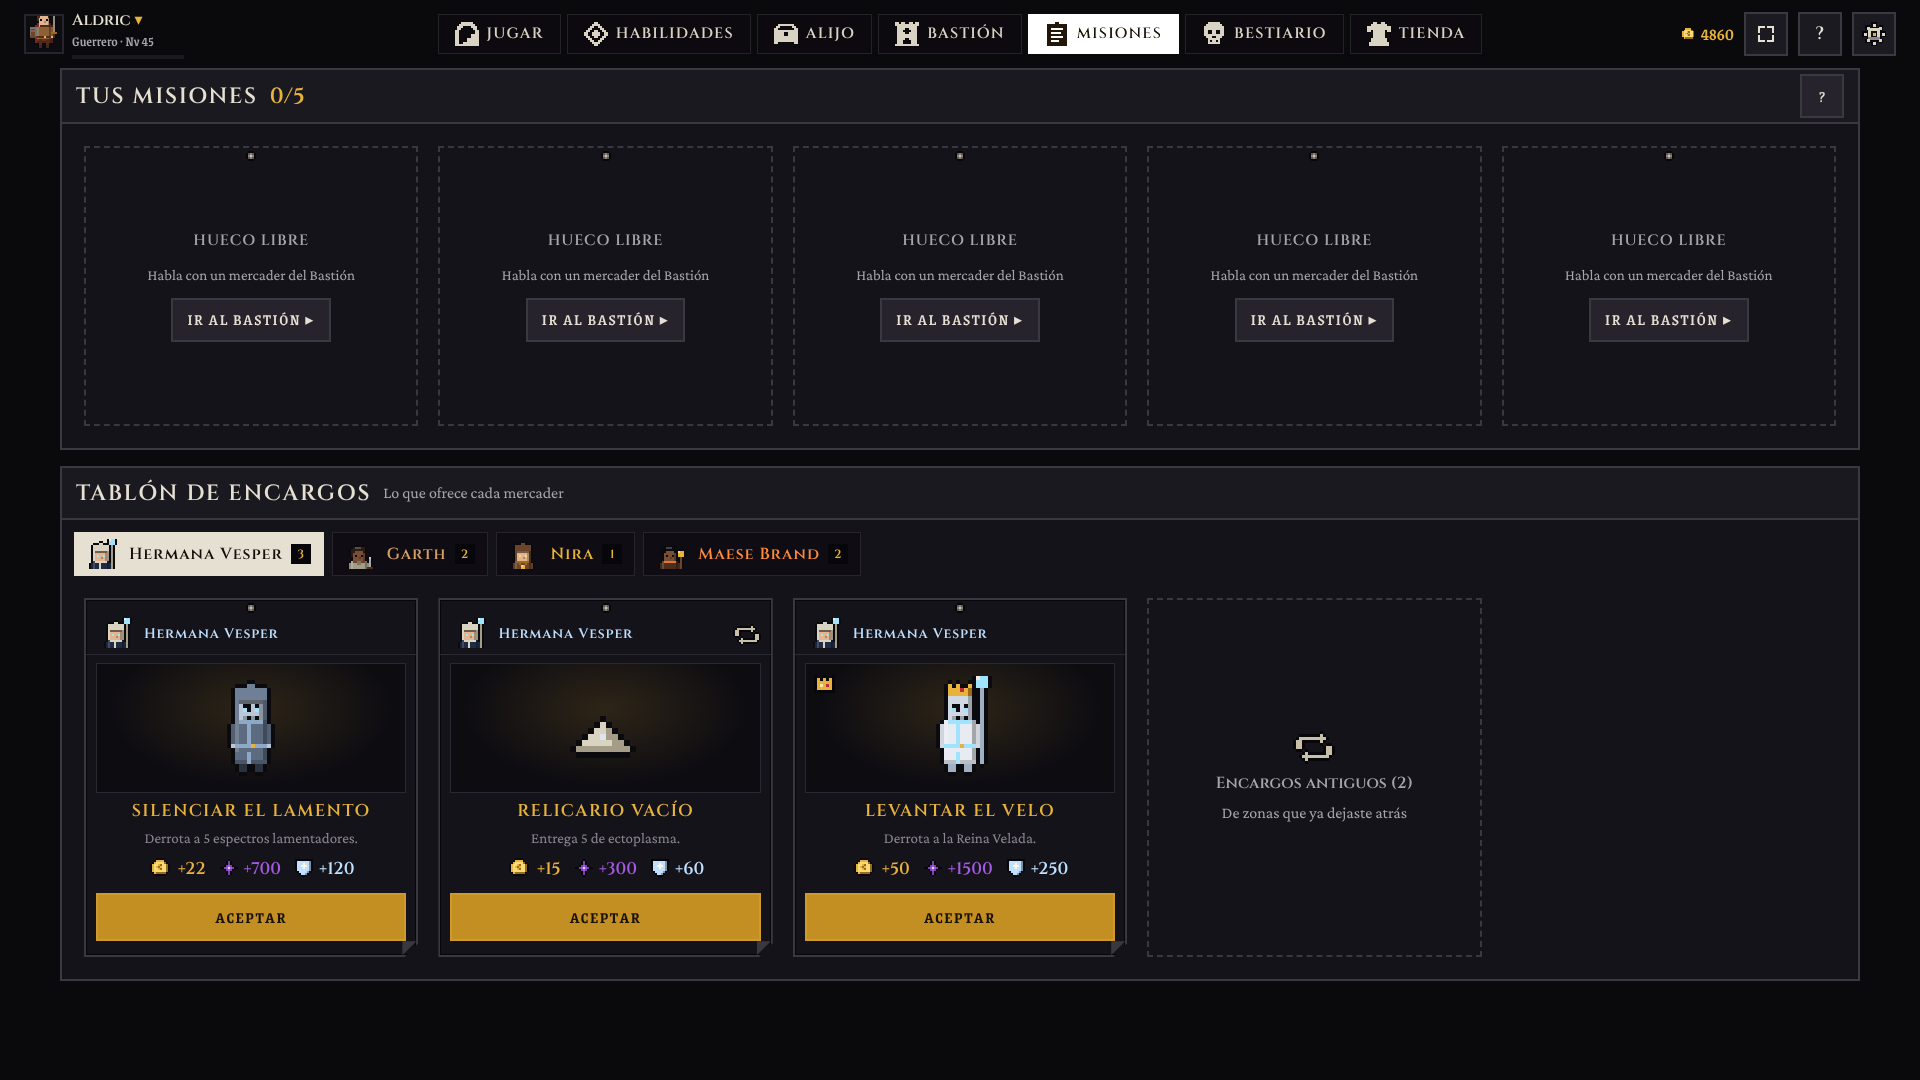 Aldric ▼
Guerrero · Nv 45
JUGAR
HABILIDADES
ALIJO
BASTIÓN
MISIONES
BESTIARIO
TIENDA
4860
?
TUS MISIONES 0/5
?
HUECO LIBRE
Habla con un mercader del Bastión
IR AL BASTIÓN ▸
HUECO LIBRE
Habla con un mercader del Bastión
IR AL BASTIÓN ▸
HUECO LIBRE
Habla con un mercader del Bastión
IR AL BASTIÓN ▸
HUECO LIBRE
Habla con un mercader del Bastión
IR AL BASTIÓN ▸
HUECO LIBRE
Habla con un mercader del Bastión
IR AL BASTIÓN ▸
TABLÓN DE ENCARGOS Lo que ofrece cada mercader
Hermana Vesper 3
Garth 2
Nira 1
Maese Brand 2
Hermana Vesper
SILENCIAR EL LAMENTO
Derrota a 5 espectros lamentadores.
+22 +700 +120
ACEPTAR
Hermana Vesper
RELICARIO VACÍO
Entrega 5 de ectoplasma.
+15 +300 +60
ACEPTAR
Hermana Vesper
LEVANTAR EL VELO
Derrota a la Reina Velada.
+50 +1500 +250
ACEPTAR
Encargos antiguos (2)
De zonas que ya dejaste atrás